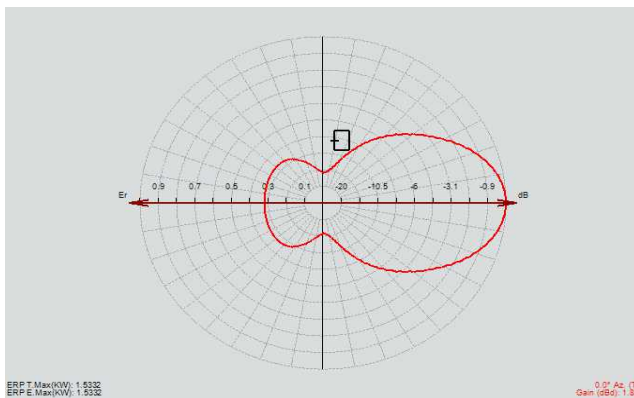 0.9 0.7 0.5 0.3 0.1 -20 -10.5 -6 -3.1 -0.9
Er dB
ERP T.Max(KW): 1.5332 0.0° Az. (T
ERP E.Max(KW): 1.5332 Gain (dBd): 1.8